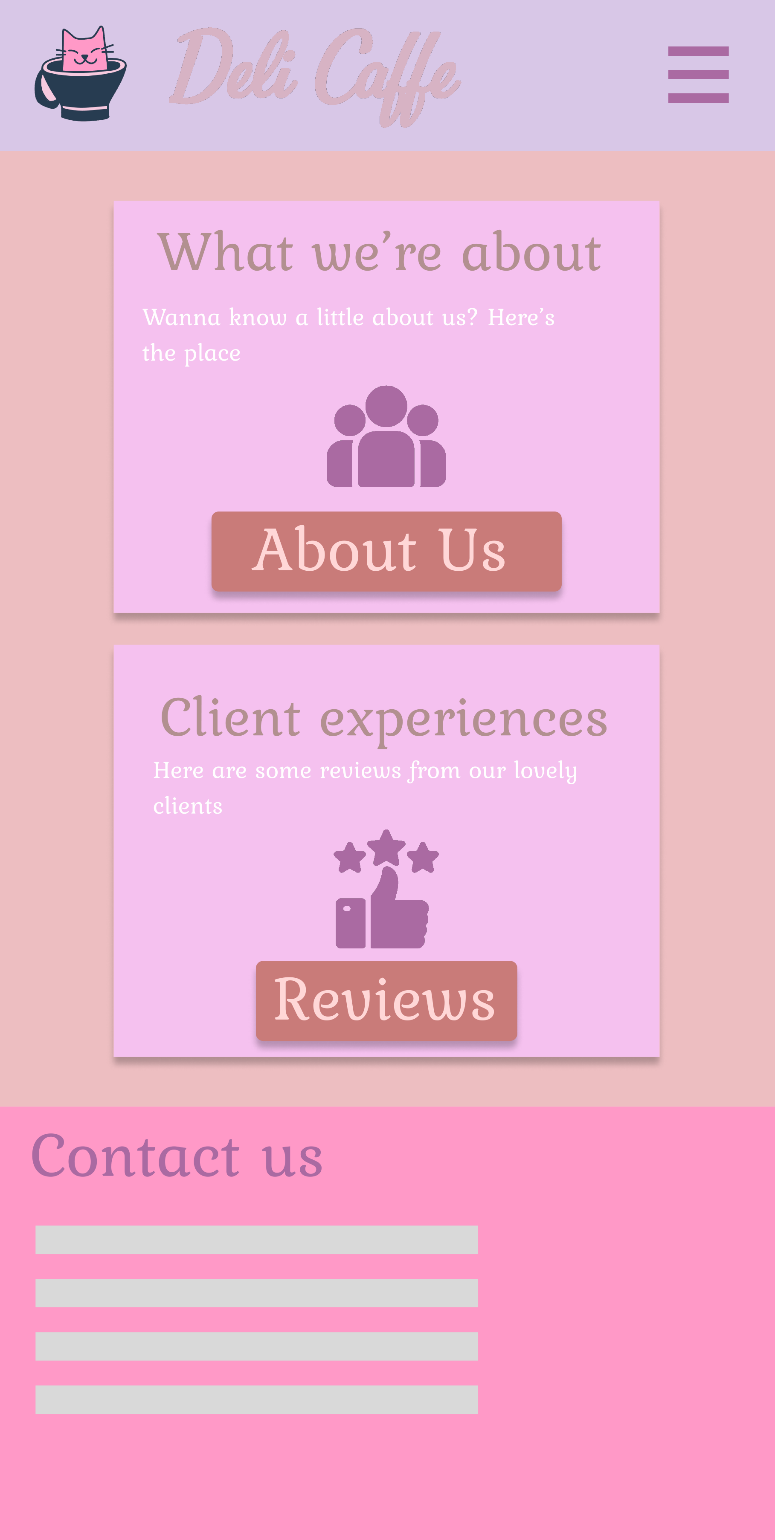 Deli Caffe
What we’re about
Wanna know a little about us? Here’s
the place
About Us
Client experiences
Here are some reviews from our lovely
clients
Reviews
Contact us